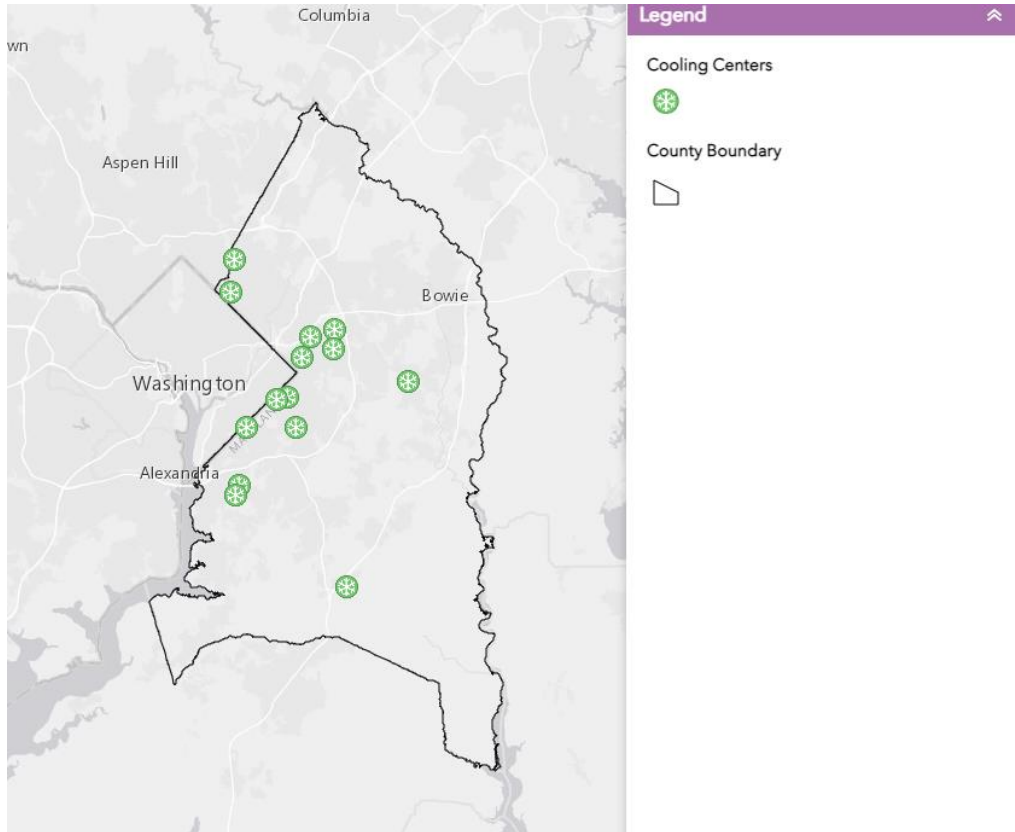 Columbia
wn
Aspen Hill
Bowie
Washington
Alexandria
Legend
Cooling Centers
County Boundary